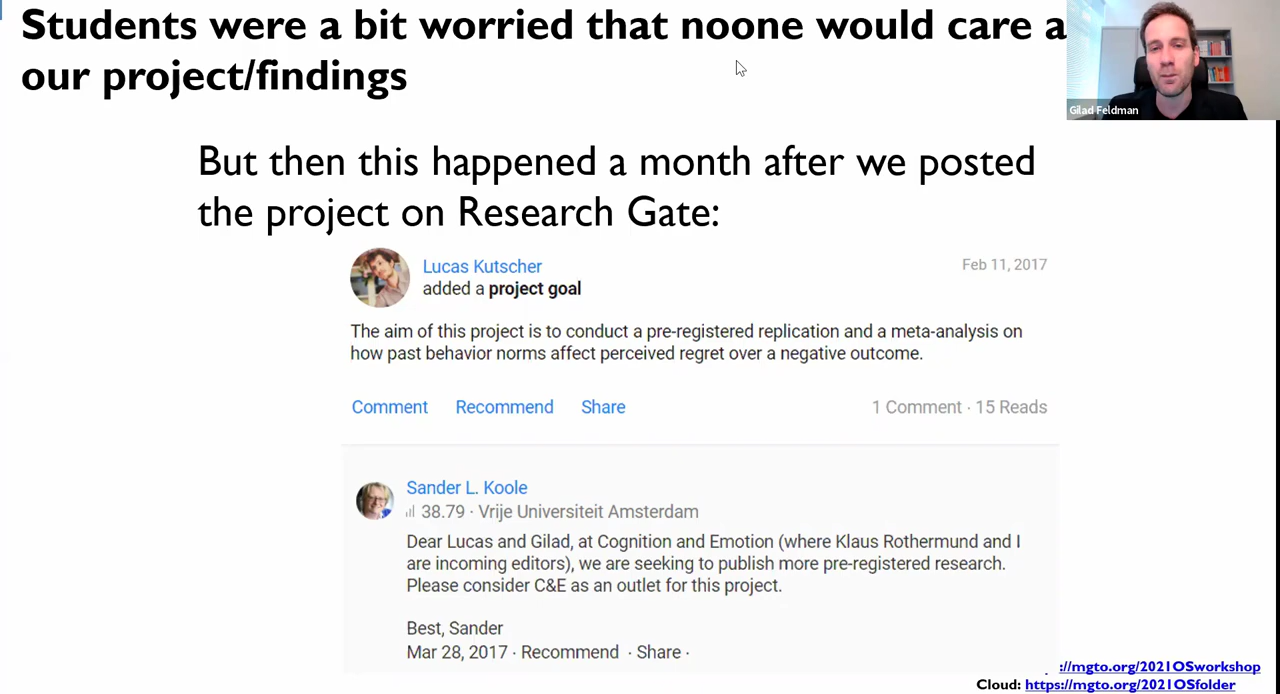 Students were a bit worried that noone would care a
our project/findings
Gilad Feldman
But then this happened a month after we posted
the project on Research Gate:
Lucas Kutscher
Feb 11, 2017
added a project goal
The aim of this project is to conduct a pre-registered replication and a meta-analysis on
how past behavior norms affect perceived regret over a negative outcome.
Comment Recommend Share
1 Comment · 15 Reads
Sander L. Koole
38.79 · Vrije Universiteit Amsterdam
Dear Lucas and Gilad, at Cognition and Emotion (where Klaus Rothermund and I
are incoming editors), we are seeking to publish more pre-registered research.
Please consider C&E as an outlet for this project.
Best, Sander
Mar 28, 2017 · Recommend · Share ·
://mgto.org/2021OSworkshop
Cloud: https://mgto.org/2021OSfolder